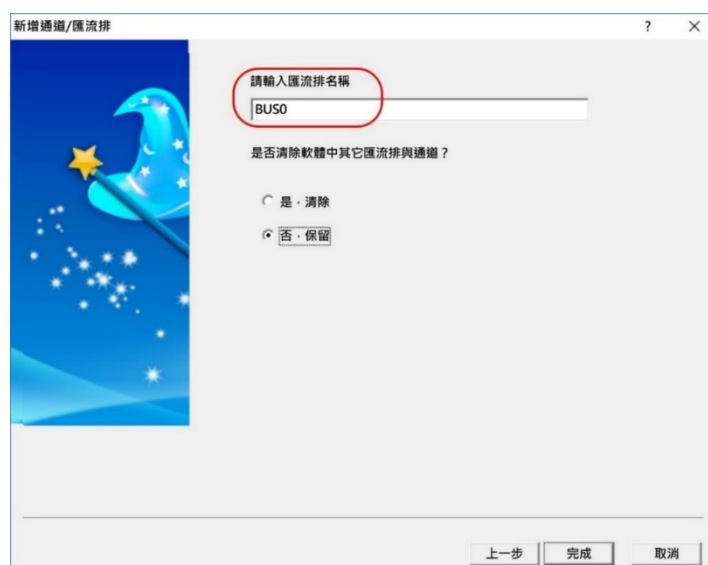 新增通道/匯流排
?
請輸入匯流排名稱
BUS0
是否清除軟體中其它匯流排與通道？
是，清除
否，保留
上一步
完成
取消